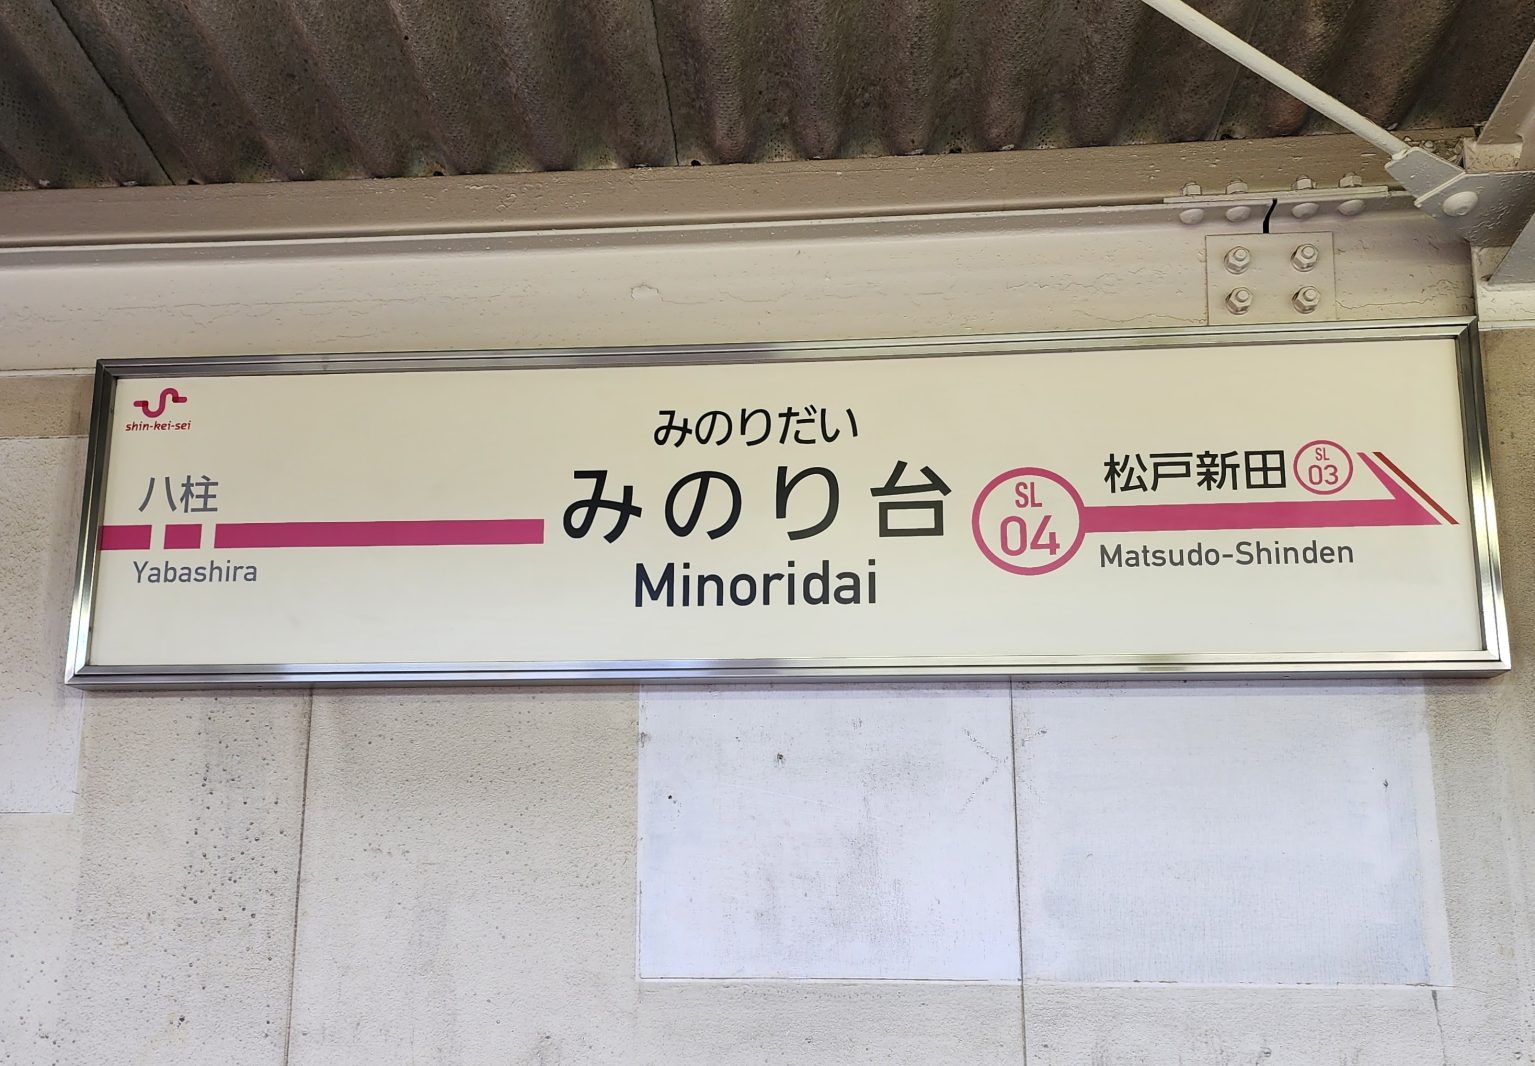 shin-kei-sei
八柱
Yabashira
みのりだい
みのり台
Minoridai
SL
04
松戸新田
SL
03
Matsudo-Shinden